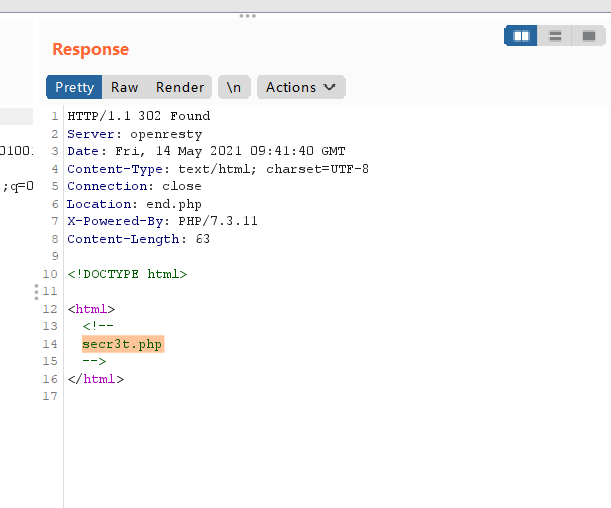 Response
Pretty Raw Render \n Actions
1 HTTP/1.1 302 Found
2 Server: openresty
01001 3 Date: Fri, 14 May 2021 09:41:40 GMT
4 Content-Type: text/html; charset=UTF-8
;q=0 5 Connection: close
6 Location: end.php
7 X-Powered-By: PHP/7.3.11
8 Content-Length: 63
9
10 <!DOCTYPE html>
11
12 <html>
13 <!--
14 secr3t.php
15 -->
16 </html>
17